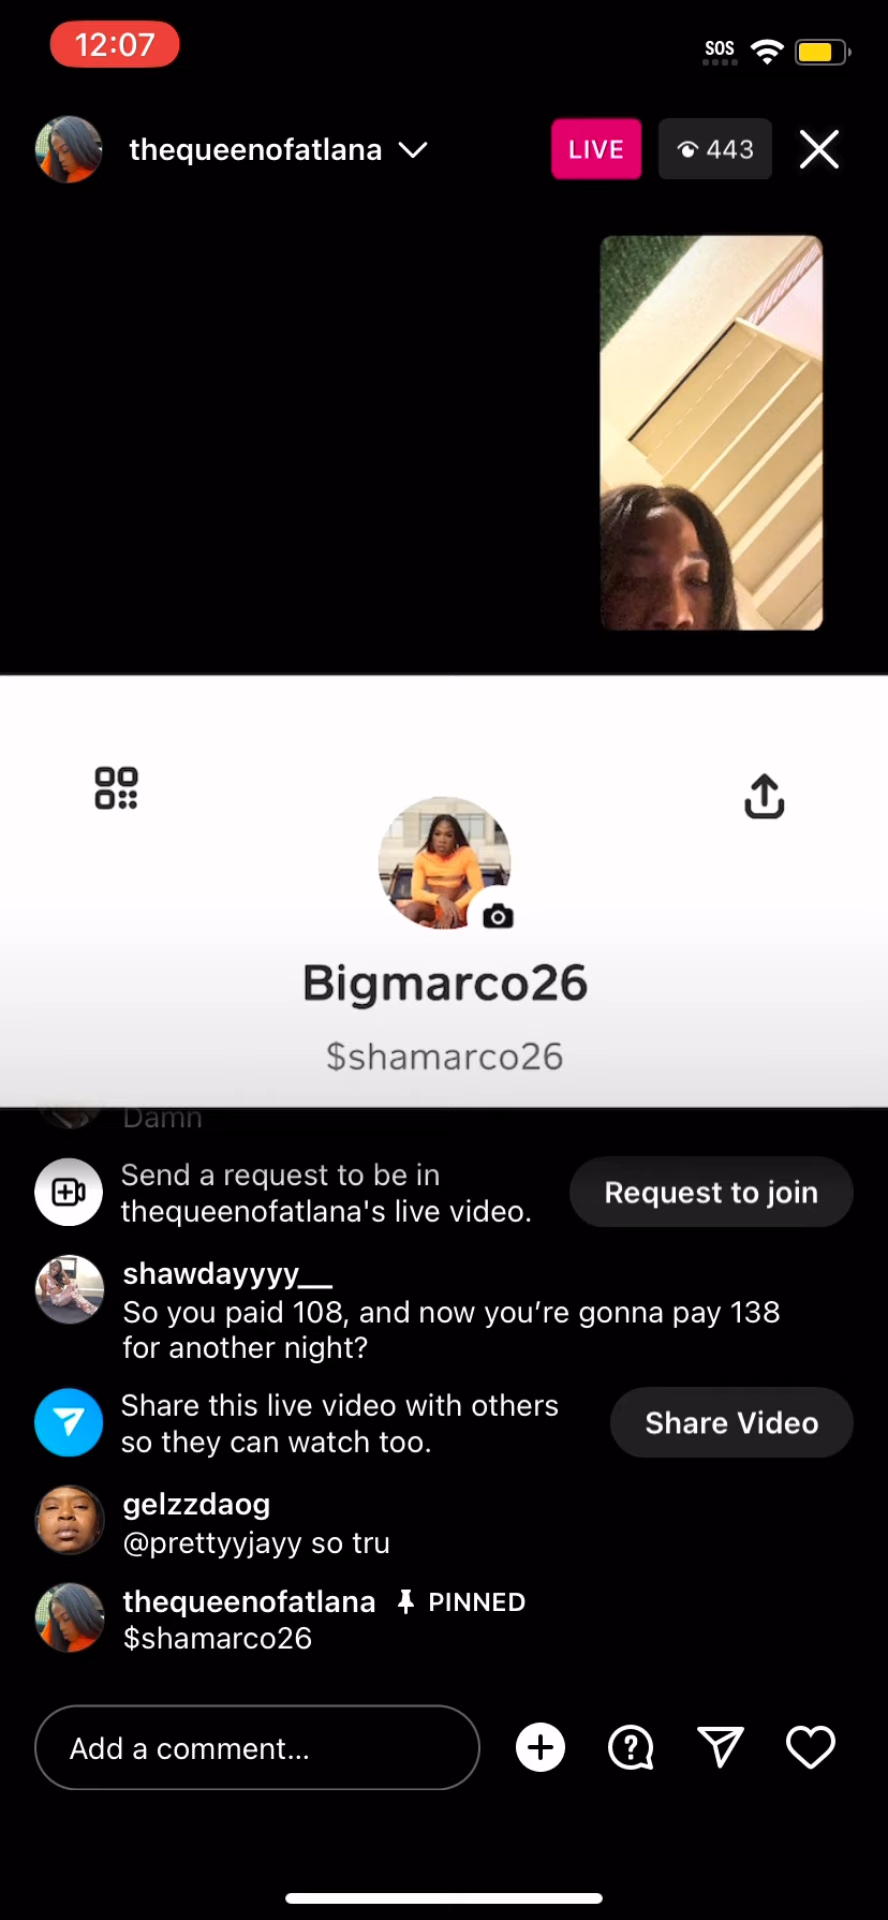 12:07
SOS
thequeenofatlana
LIVE
443
Bigmarco26
$shamarco26
Damn
Send a request to be in
thequeenofatlana's live video.
Request to join
shawdayyyy__
So you paid 108, and now you’re gonna pay 138
for another night?
Share this live video with others
so they can watch too.
Share Video
gelzzdaog
@prettyyjayy so tru
thequeenofatlana PINNED
$shamarco26
Add a comment...